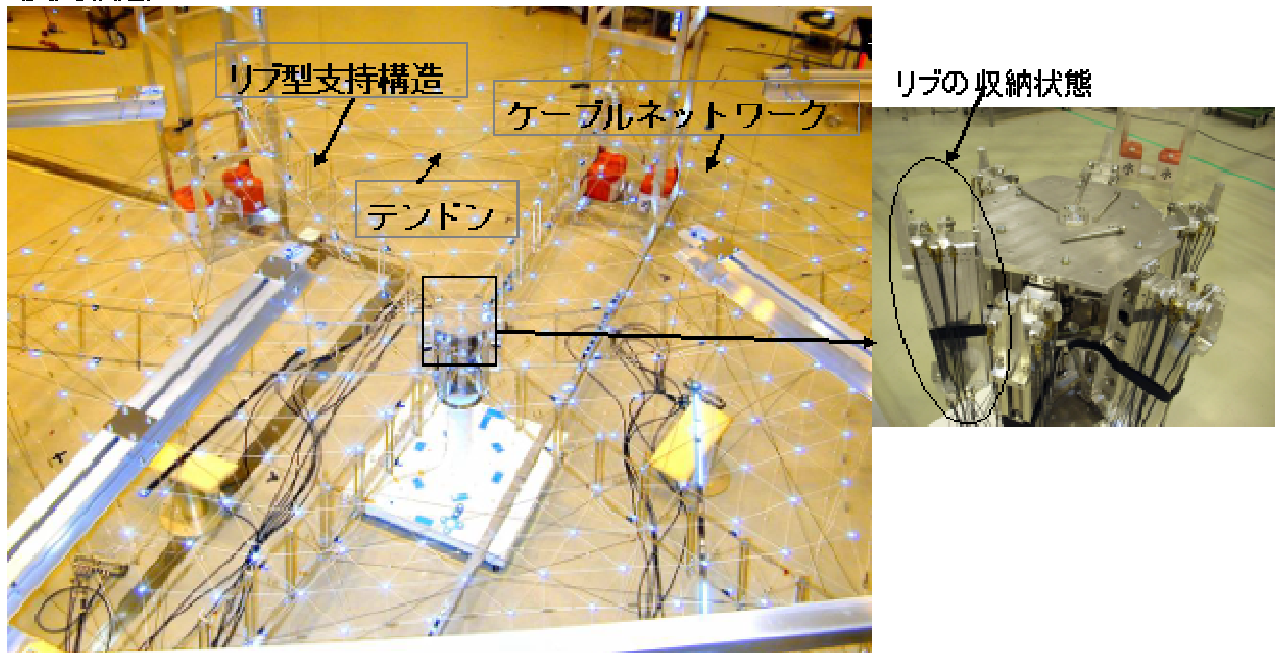 リブ型支持構造
ケーブルネットワーク
テンドン
リブの収納状態